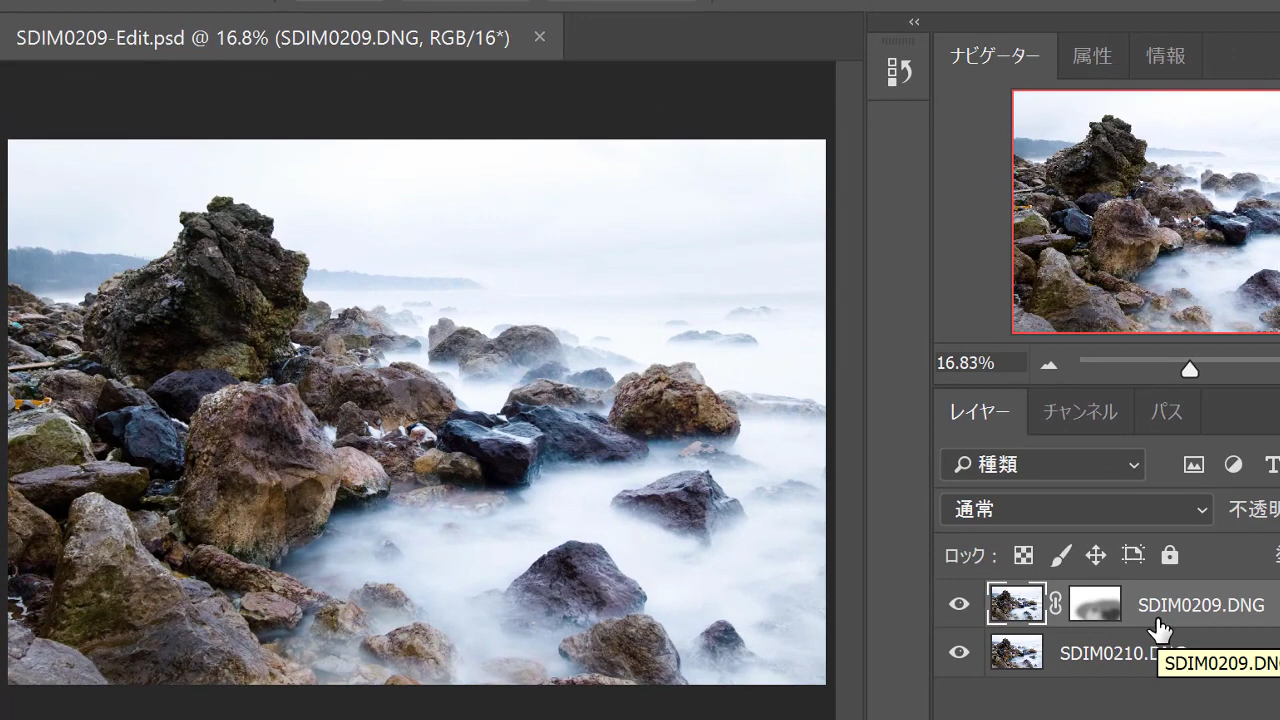 SDIM0209-Edit.psd @ 16.8% (SDIM0209.DNG, RGB/16*)
ナビゲーター 属性 情報
16.83%
レイヤー チャンネル パス
種類
通常 不透明
ロック :
SDIM0209.DNG
SDIM0210.D
SDIM0209.DN